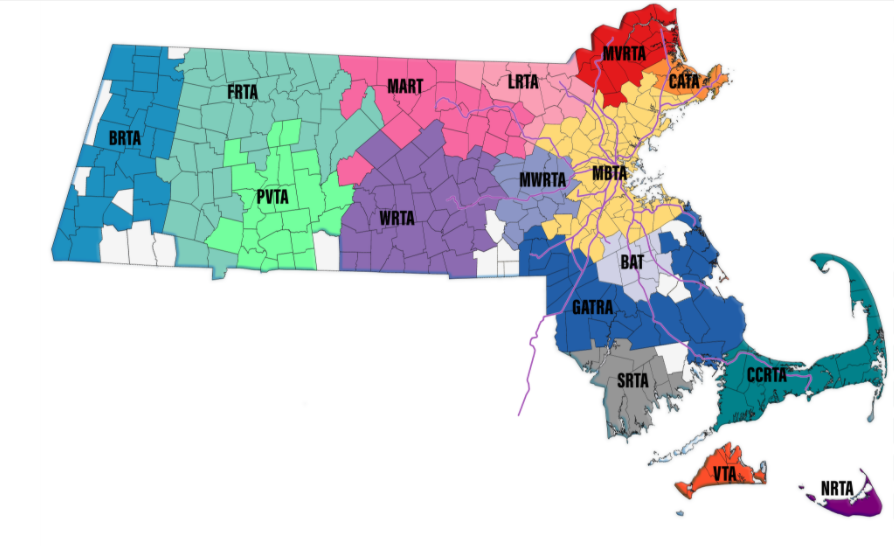 MVRTA
CATA
LRTA
MART
FRTA
BRTA
MBTA
MWRTA
PVTA
WRTA
BAT
GATRA
CCRTA
SRTA
VTA
NRTA